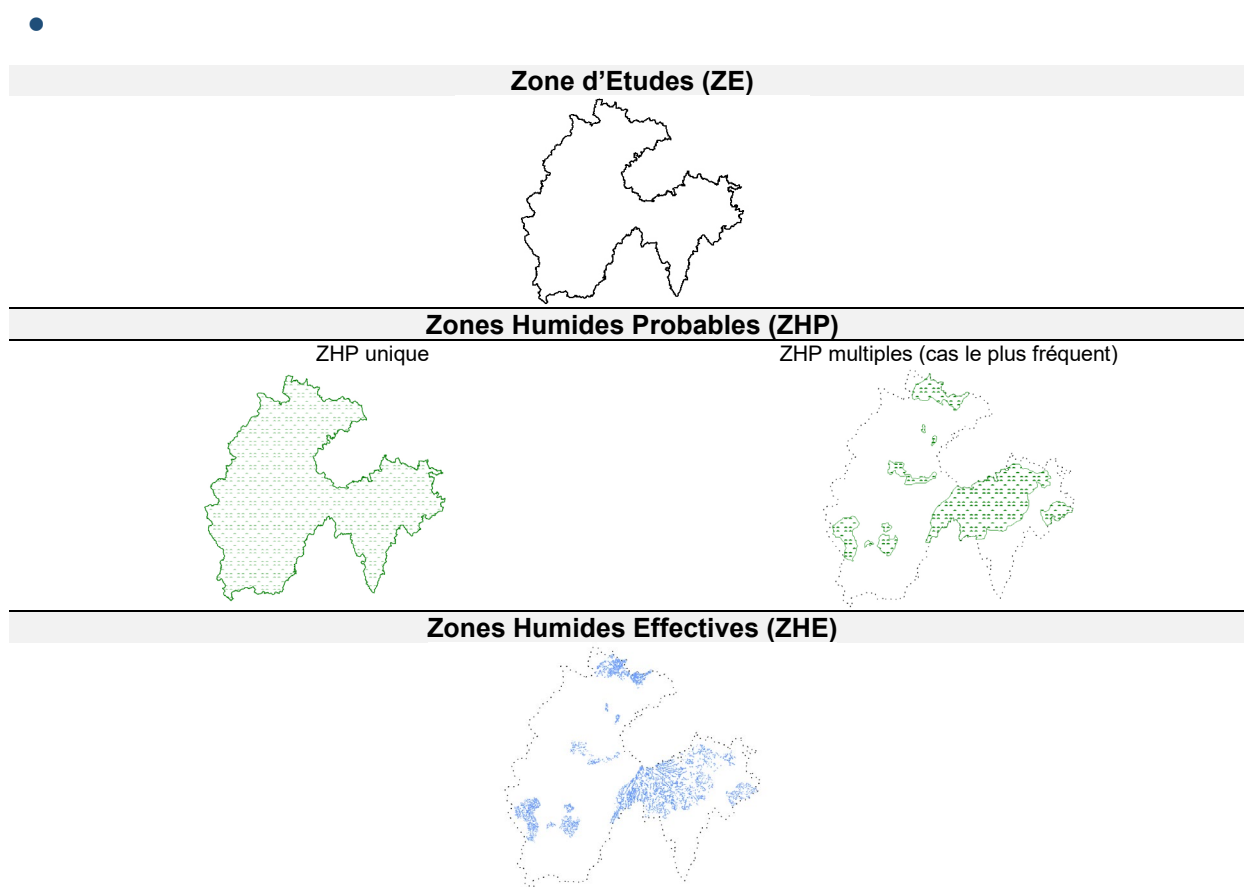 Zone d’Etudes (ZE)
Zones Humides Probables (ZHP)
ZHP unique
ZHP multiples (cas le plus fréquent)
Zones Humides Effectives (ZHE)